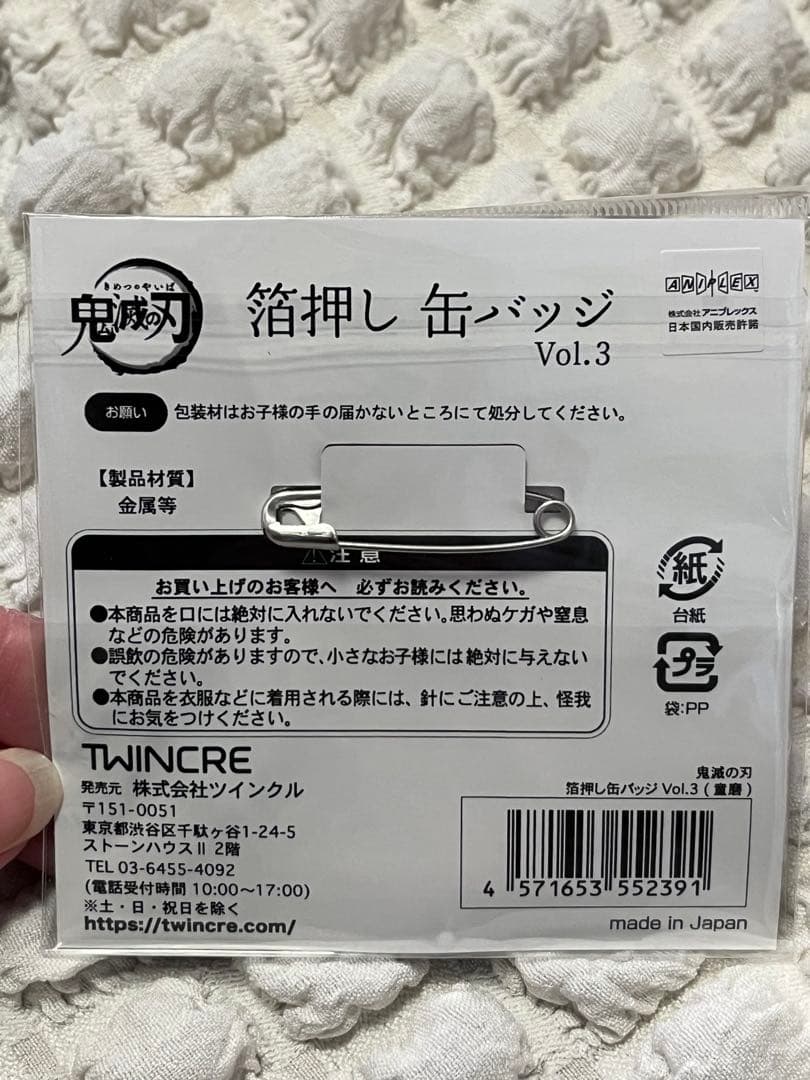 きめつのやいば
鬼滅の刃
箔押し 缶バッジ
Vol.3
ANIPLEX
株式会社アニプレックス
日本国内販売許諾
お願い 包装材はお子様の手の届かないところにて処分してください。
【製品材質】
金属等
⚠注意
お買い上げのお客様へ 必ずお読みください。
●本商品を口には絶対に入れないでください。思わぬケガや窒息
などの危険があります。
●誤飲の危険がありますので、小さなお子様には絶対に与えない
でください。
●本商品を衣服などに着用される際には、針にご注意の上、怪我
にお気をつけください。
紙
台紙
プラ
袋:PP
TWINCRE
発売元 株式会社ツインクル
〒151-0051
東京都渋谷区千駄ヶ谷1-24-5
ストーンハウスⅡ 2階
TEL 03-6455-4092
(電話受付時間 10:00〜17:00)
※土・日・祝日を除く
https://twincre.com/
鬼滅の刃
箔押し缶バッジ Vol.3 ( 童磨 )
4 571653 552391
made in Japan